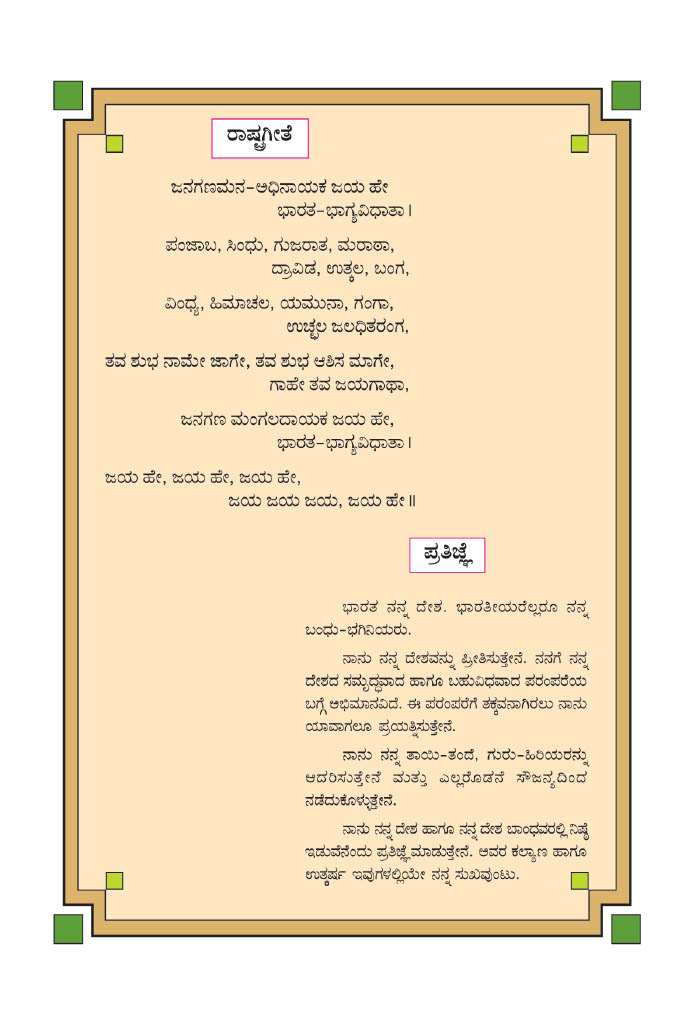 ರಾಷ್ಟ್ರಗೀತೆ
ಜನಗಣಮನ-ಅಧಿನಾಯಕ ಜಯ ಹೇ
ಭಾರತ-ಭಾಗ್ಯವಿಧಾತಾ।
ಪಂಜಾಬ, ಸಿಂಧು, ಗುಜರಾತ, ಮರಾಠಾ,
ದ್ರಾವಿಡ, ಉತ್ಕಲ, ಬಂಗ,
ವಿಂಧ್ಯ, ಹಿಮಾಚಲ, ಯಮುನಾ, ಗಂಗಾ,
ಉಚ್ಛಲ ಜಲಧಿತರಂಗ,
ತವ ಶುಭ ನಾಮೇ ಜಾಗೇ, ತವ ಶುಭ ಆಶಿಸ ಮಾಗೇ,
ಗಾಹೇ ತವ ಜಯಗಾಥಾ,
ಜನಗಣ ಮಂಗಲದಾಯಕ ಜಯ ಹೇ,
ಭಾರತ-ಭಾಗ್ಯವಿಧಾತಾ।
ಜಯ ಹೇ, ಜಯ ಹೇ, ಜಯ ಹೇ,
ಜಯ ಜಯ ಜಯ, ಜಯ ಹೇ॥
ಪ್ರತಿಜ್ಞೆ
ಭಾರತ ನನ್ನ ದೇಶ. ಭಾರತೀಯರೆಲ್ಲರೂ ನನ್ನ
ಬಂಧು-ಭಗಿನಿಯರು.
ನಾನು ನನ್ನ ದೇಶವನ್ನು ಪ್ರೀತಿಸುತ್ತೇನೆ. ನನಗೆ ನನ್ನ
ದೇಶದ ಸಮೃದ್ಧವಾದ ಹಾಗೂ ಬಹುವಿಧವಾದ ಪರಂಪರೆಯ
ಬಗ್ಗೆ ಅಭಿಮಾನವಿದೆ. ಈ ಪರಂಪರೆಗೆ ತಕ್ಕವನಾಗಿರಲು ನಾನು
ಯಾವಾಗಲೂ ಪ್ರಯತ್ನಿಸುತ್ತೇನೆ.
ನಾನು ನನ್ನ ತಾಯಿ-ತಂದೆ, ಗುರು-ಹಿರಿಯರನ್ನು
ಆದರಿಸುತ್ತೇನೆ ಮತ್ತು ಎಲ್ಲರೊಡನೆ ಸೌಜನ್ಯದಿಂದ
ನಡೆದುಕೊಳ್ಳುತ್ತೇನೆ.
ನಾನು ನನ್ನ ದೇಶ ಹಾಗೂ ನನ್ನ ದೇಶ ಬಾಂಧವರಲ್ಲಿ ನಿಷ್ಠೆ
ಇಡುವೆನೆಂದು ಪ್ರತಿಜ್ಞೆ ಮಾಡುತ್ತೇನೆ. ಅವರ ಕಲ್ಯಾಣ ಹಾಗೂ
ಉತ್ಕರ್ಷ ಇವುಗಳಲ್ಲಿಯೇ ನನ್ನ ಸುಖವುಂಟು.